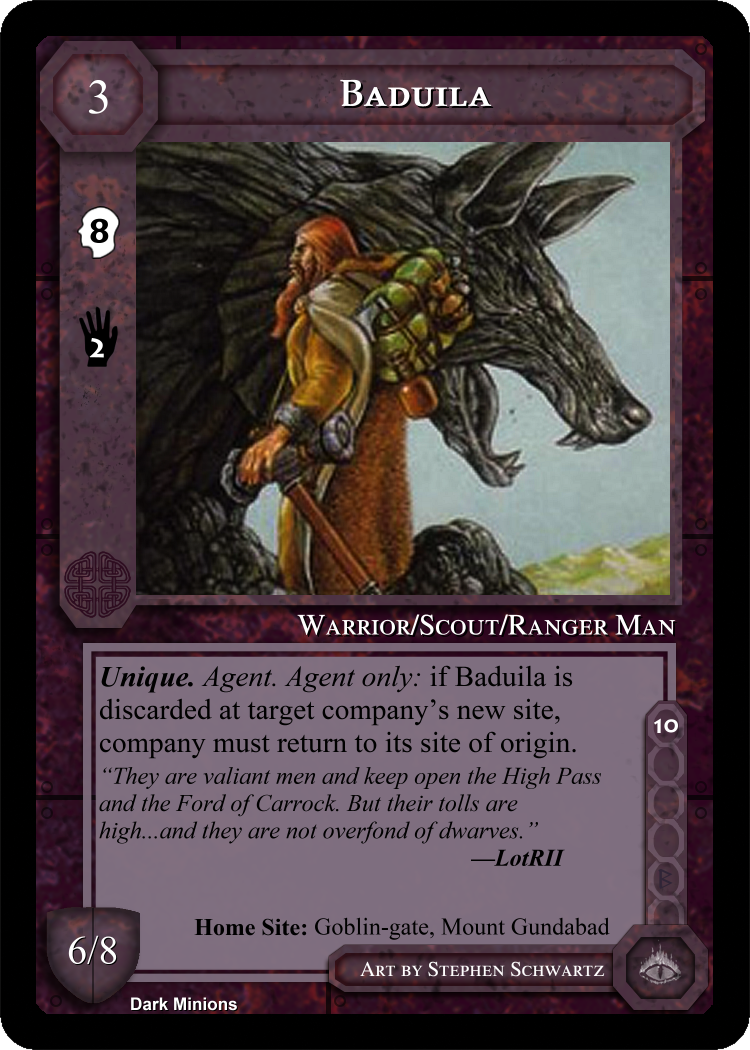 3
BADUILA
8
2
WARRIOR/SCOUT/RANGER MAN
Unique. Agent. Agent only: if Baduila is
discarded at target company’s new site,
company must return to its site of origin.
“They are valiant men and keep open the High Pass
and the Ford of Carrock. But their tolls are
high...and they are not overfond of dwarves.”
—LotRII
10
B
Home Site: Goblin-gate, Mount Gundabad
6/8
ART BY STEPHEN SCHWARTZ
Dark Minions